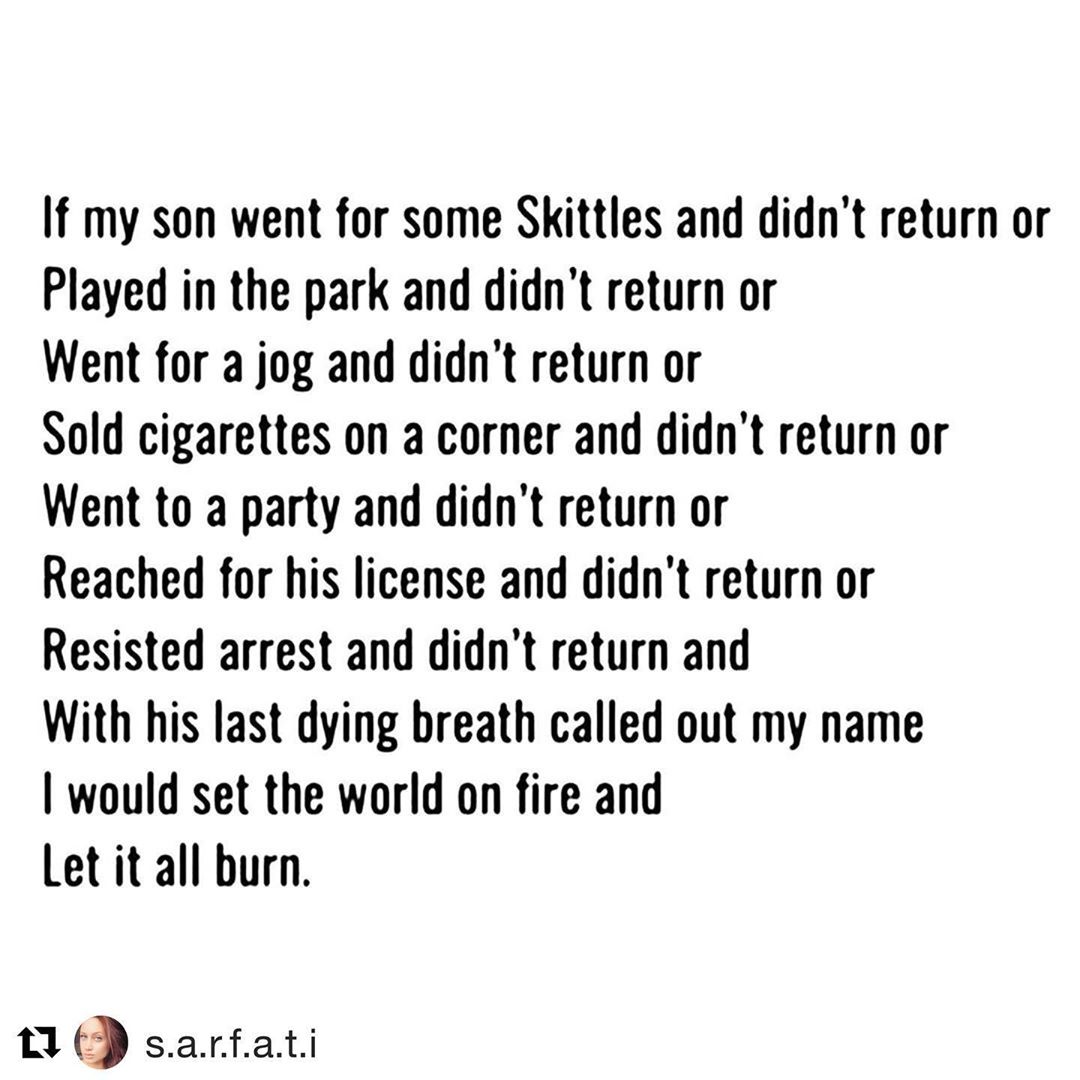 If my son went for some Skittles and didn't return or
Played in the park and didn't return or
Went for a jog and didn't return or
Sold cigarettes on a corner and didn't return or
Went to a party and didn't return or
Reached for his license and didn't return or
Resisted arrest and didn't return and
With his last dying breath called out my name
I would set the world on fire and
Let it all burn.
s.a.r.f.a.t.i